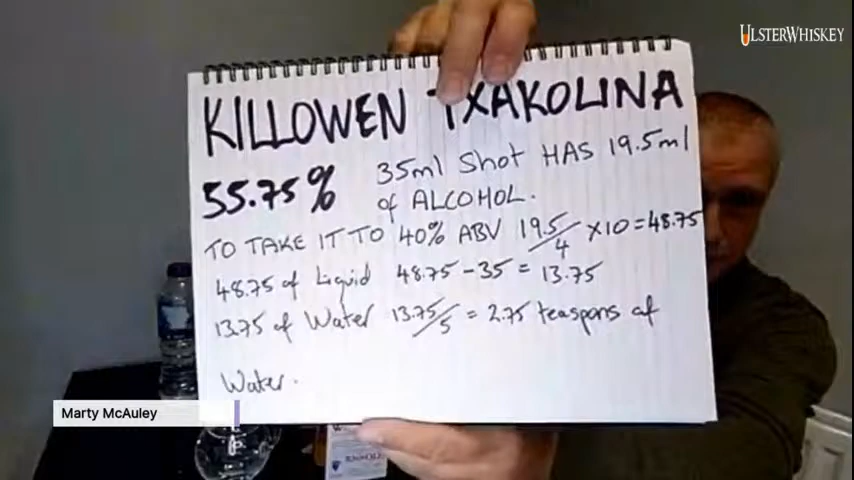 ULSTERWHISKEY
KILLOWEN TXAKOLINA
55.75% 35ml Shot HAS 19.5ml
of ALCOHOL.
TO TAKE IT TO 40% ABV 19.5/4 x10 = 48.75
48.75 of Liquid 48.75 - 35 = 13.75
13.75 of Water 13.75/5 = 2.75 teaspons of
Water.
Marty McAuley